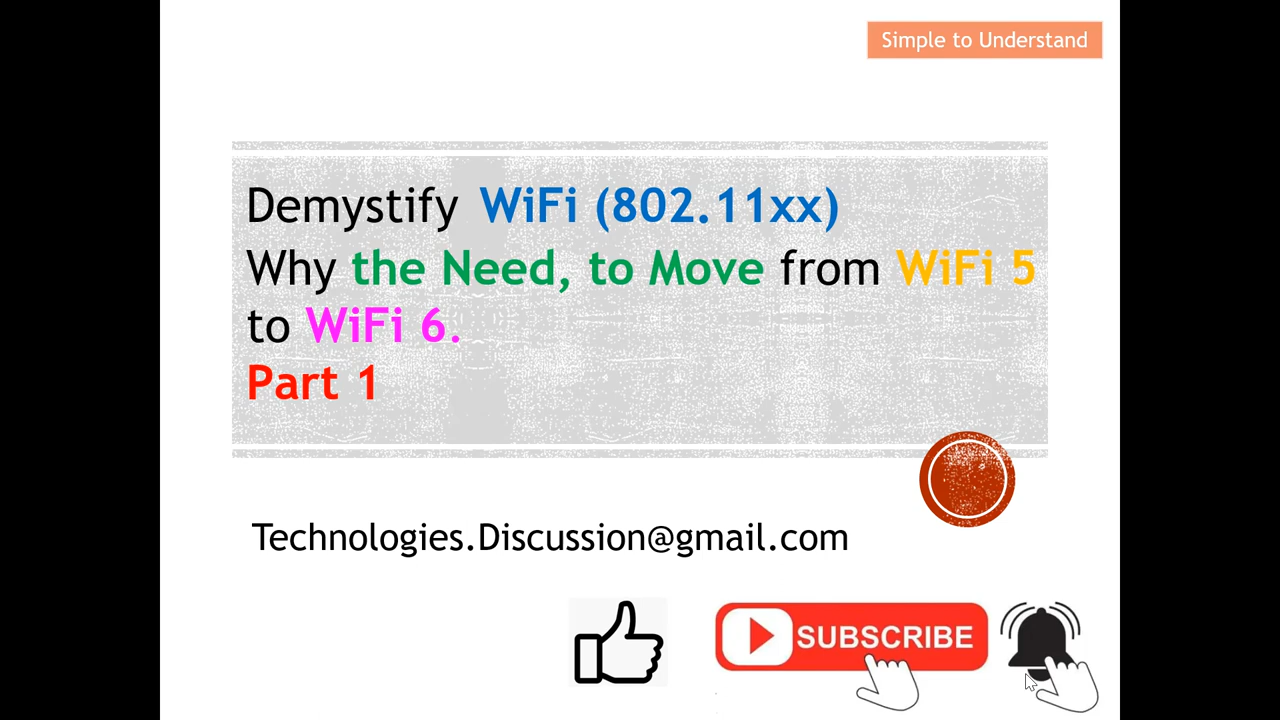 Simple to Understand
Demystify WiFi (802.11xx)
Why the Need, to Move from WiFi 5
to WiFi 6.
Part 1
Technologies.Discussion@gmail.com
SUBSCRIBE